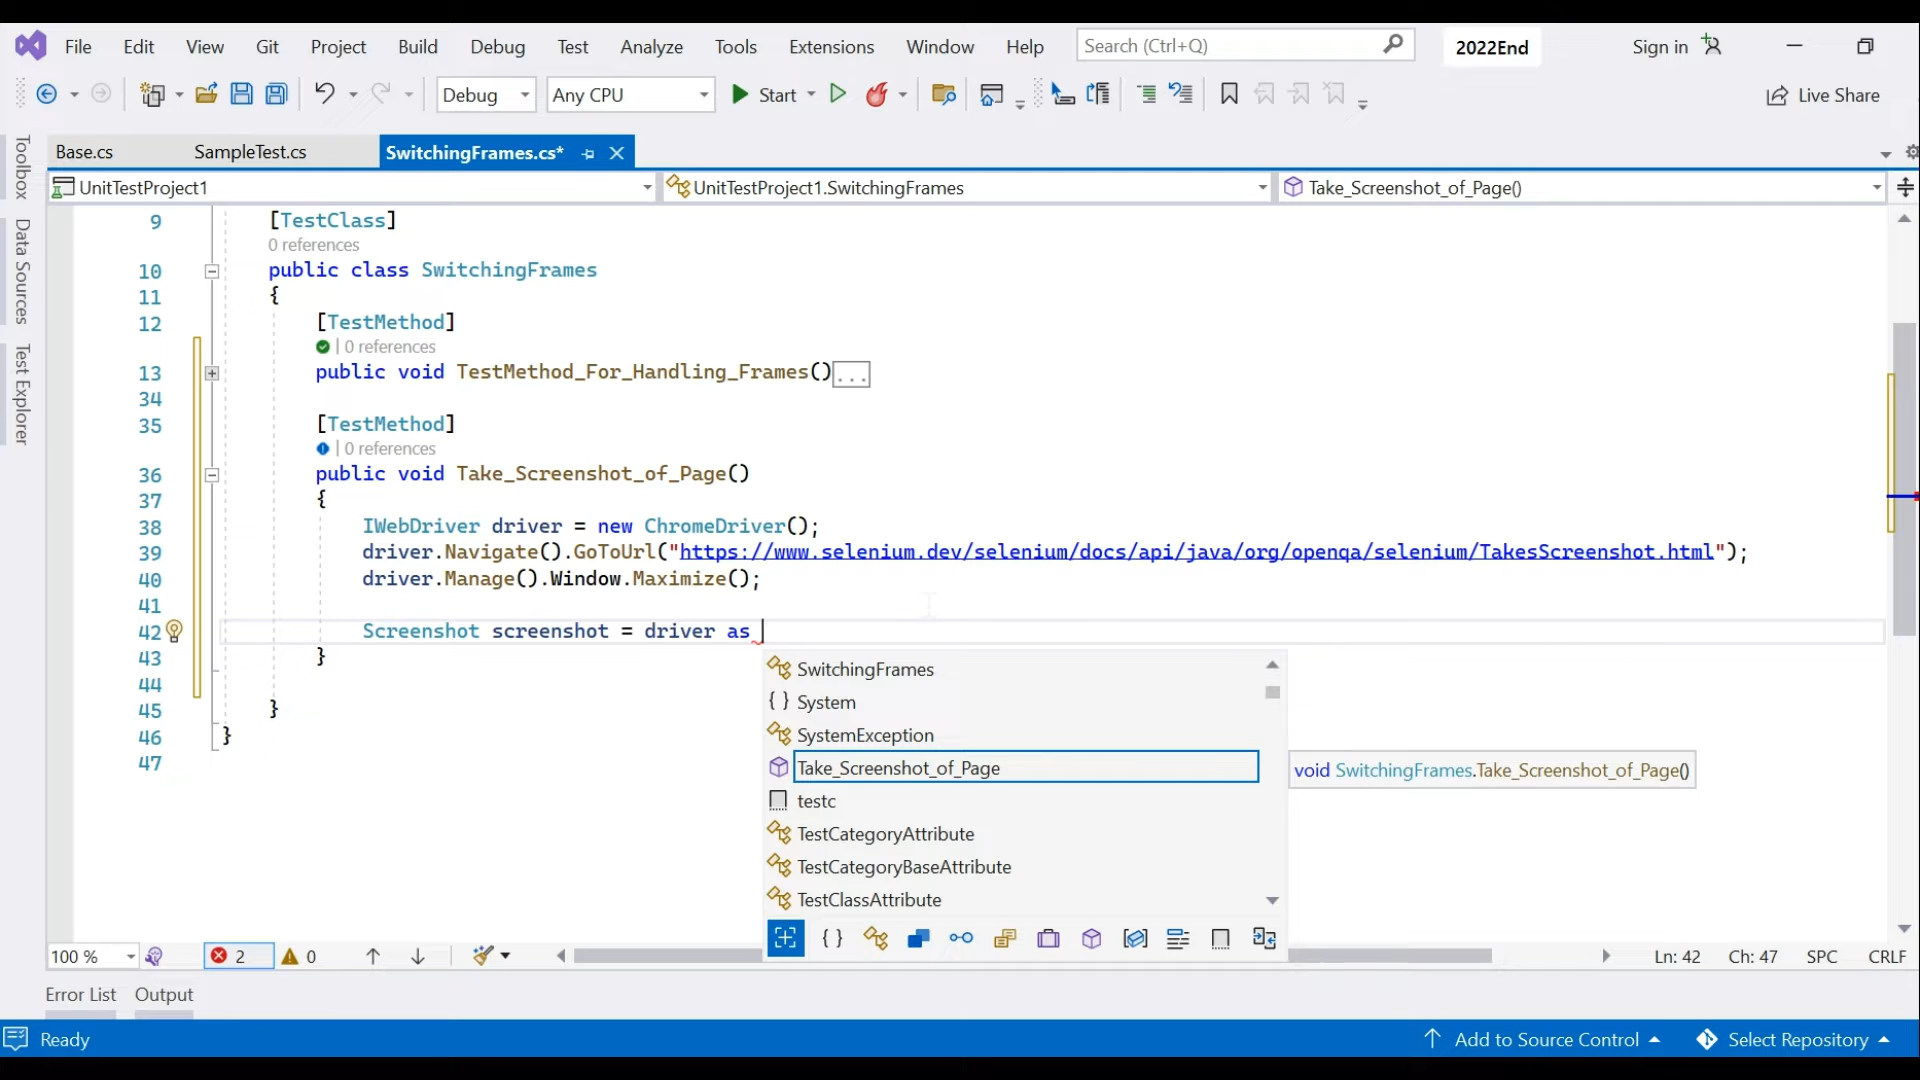 File Edit View Git Project Build Debug Test Analyze Tools Extensions Window Help Search (Ctrl+Q) 2022End Sign in
Debug Any CPU Start Live Share
Base.cs SampleTest.cs SwitchingFrames.cs*
UnitTestProject1 UnitTestProject1.SwitchingFrames Take_Screenshot_of_Page()
Toolbox
Data Sources
Test Explorer
9 [TestClass]
0 references
10 public class SwitchingFrames
11 {
12 [TestMethod]
| 0 references
13 public void TestMethod_For_Handling_Frames()...
34
35 [TestMethod]
| 0 references
36 public void Take_Screenshot_of_Page()
37 {
38 IWebDriver driver = new ChromeDriver();
39 driver.Navigate().GoToUrl("https://www.selenium.dev/selenium/docs/api/java/org/openqa/selenium/TakesScreenshot.html");
40 driver.Manage().Window.Maximize();
41
42 Screenshot screenshot = driver as
43 }
44
45 }
46 }
47
SwitchingFrames
{ } System
SystemException
Take_Screenshot_of_Page void SwitchingFrames.Take_Screenshot_of_Page()
testc
TestCategoryAttribute
TestCategoryBaseAttribute
TestClassAttribute
100 % 2 0 Ln: 42 Ch: 47 SPC CRLF
Error List Output
Ready Add to Source Control Select Repository